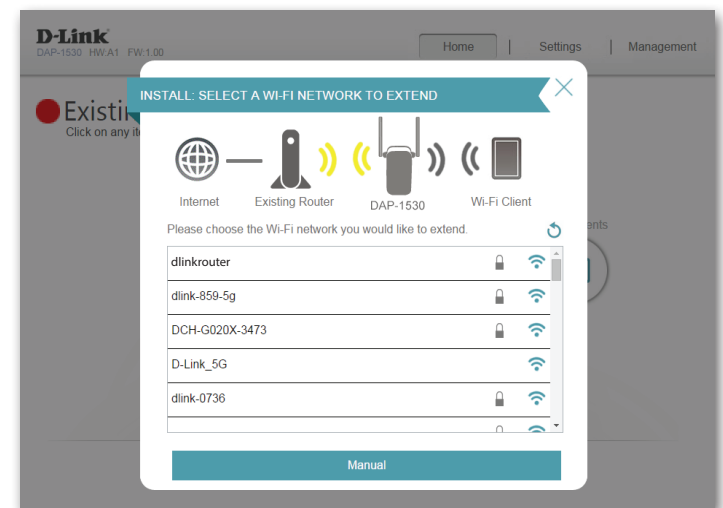 D-Link
DAP-1530 HW:A1 FW:1.00
Home | Settings | Management
INSTALL: SELECT A WI-FI NETWORK TO EXTEND
Existi
Click on any it
Internet Existing Router DAP-1530 Wi-Fi Client
Please choose the Wi-Fi network you would like to extend.
ents
dlinkrouter
dlink-859-5g
DCH-G020X-3473
D-Link_5G
dlink-0736
Manual